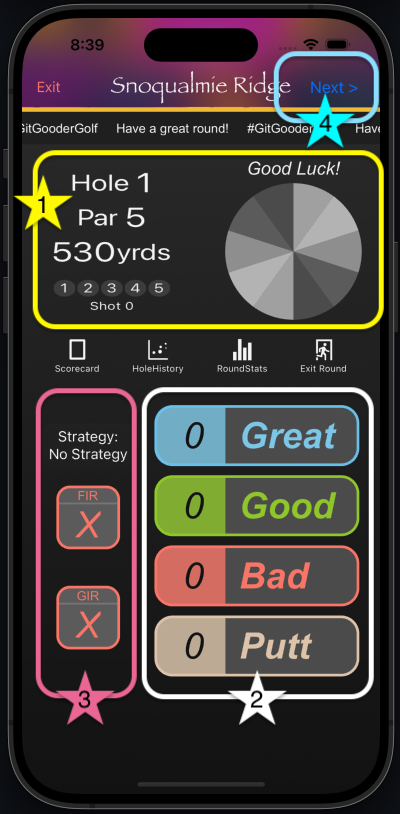 8:39
Exit
Snoqualmie Ridge
Next >
GitGooderGolf Have a great round! #GitGooder Have
4
Good Luck!
1
Hole 1
Par 5
530yrds
1 2 3 4 5
Shot 0
Scorecard HoleHistory RoundStats Exit Round
Strategy:
No Strategy
FIR
X
GIR
X
0 Great
0 Good
0 Bad
0 Putt
3
2